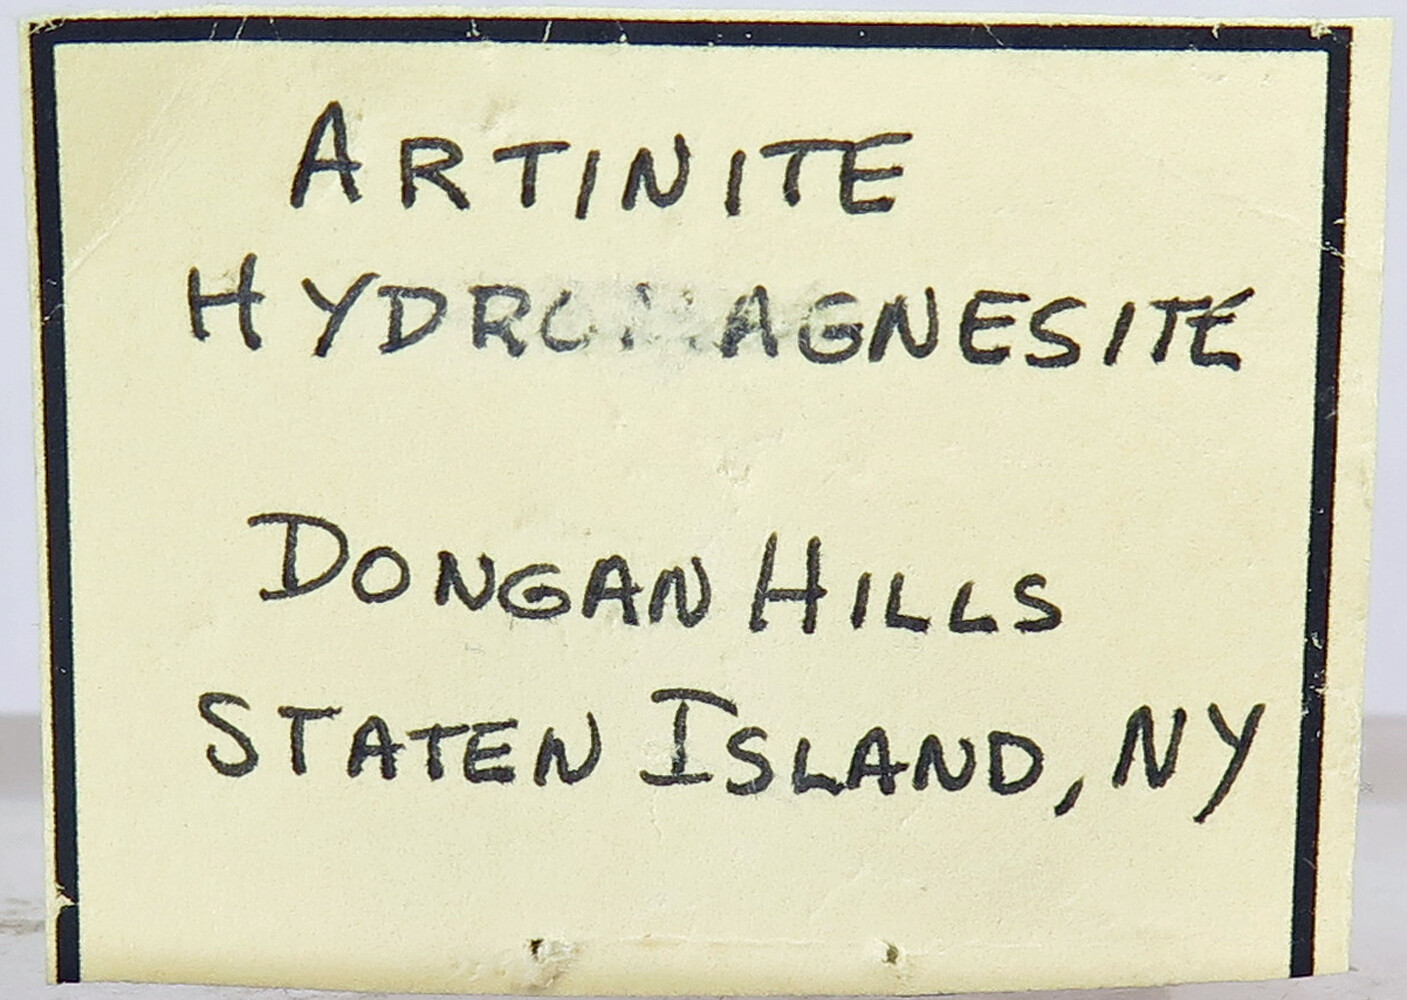 ARTINITE
HYDROMAGNESITE
DONGAN HILLS
STATEN ISLAND, NY